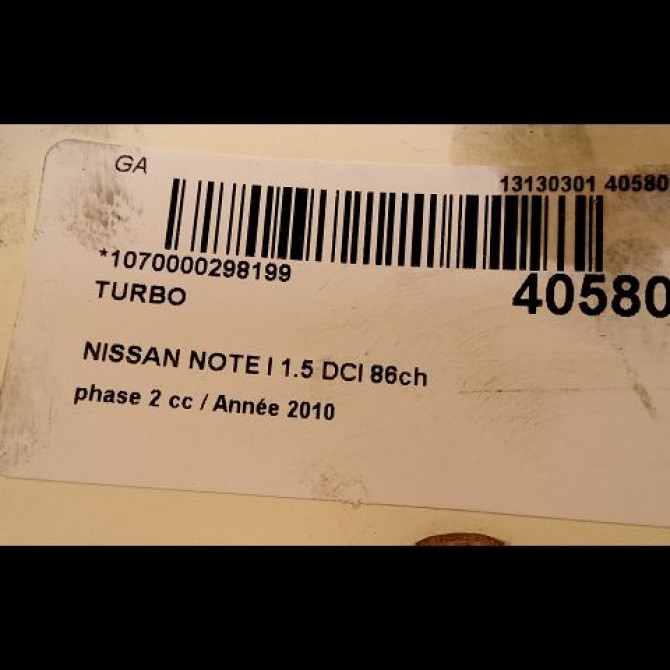 GA
13130301 40580
*1070000298199
TURBO
40580
NISSAN NOTE I 1.5 DCI 86ch
phase 2 cc / Année 2010